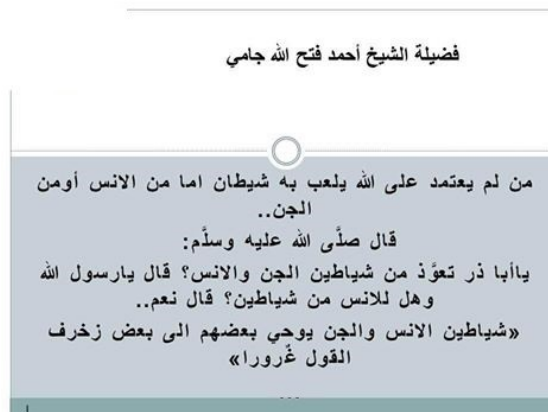 فضيلة الشيخ أحمد فتح الله جامي
من لم يعتمد على الله يلعب به شيطان اما من الانس أومن
الجن..
قال صلَّى الله عليه وسلَّم:
ياأبا ذر تعوَّذ من شياطين الجن والانس؟ قال يارسول الله
وهل للانس من شياطين؟ قال نعم..
«شياطين الانس والجن يوحي بعضهم الى بعض زخرف
القول غُرورا»
...